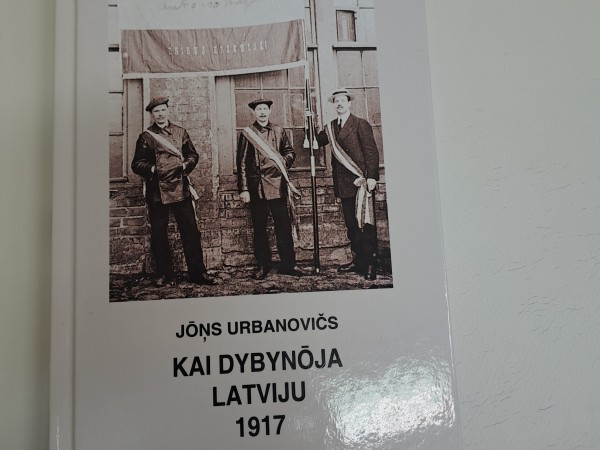 JŌŅS URBANOVIČS
KAI DYBYNŌJA
LATVIJU
1917